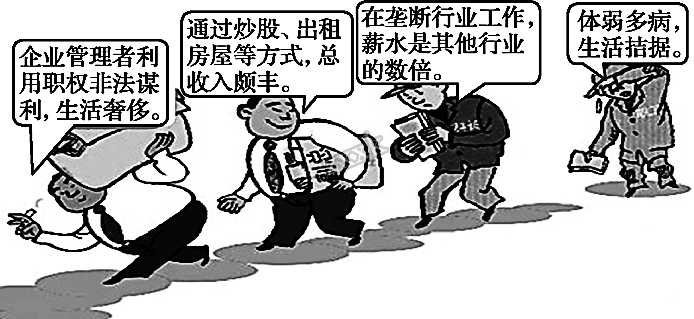 企业管理者利
用职权非法谋
利，生活奢侈。
通过炒股、出租
房屋等方式，总
收入颇丰。
在垄断行业工作，
薪水是其他行业
的数倍。
体弱多病，
生活拮据。